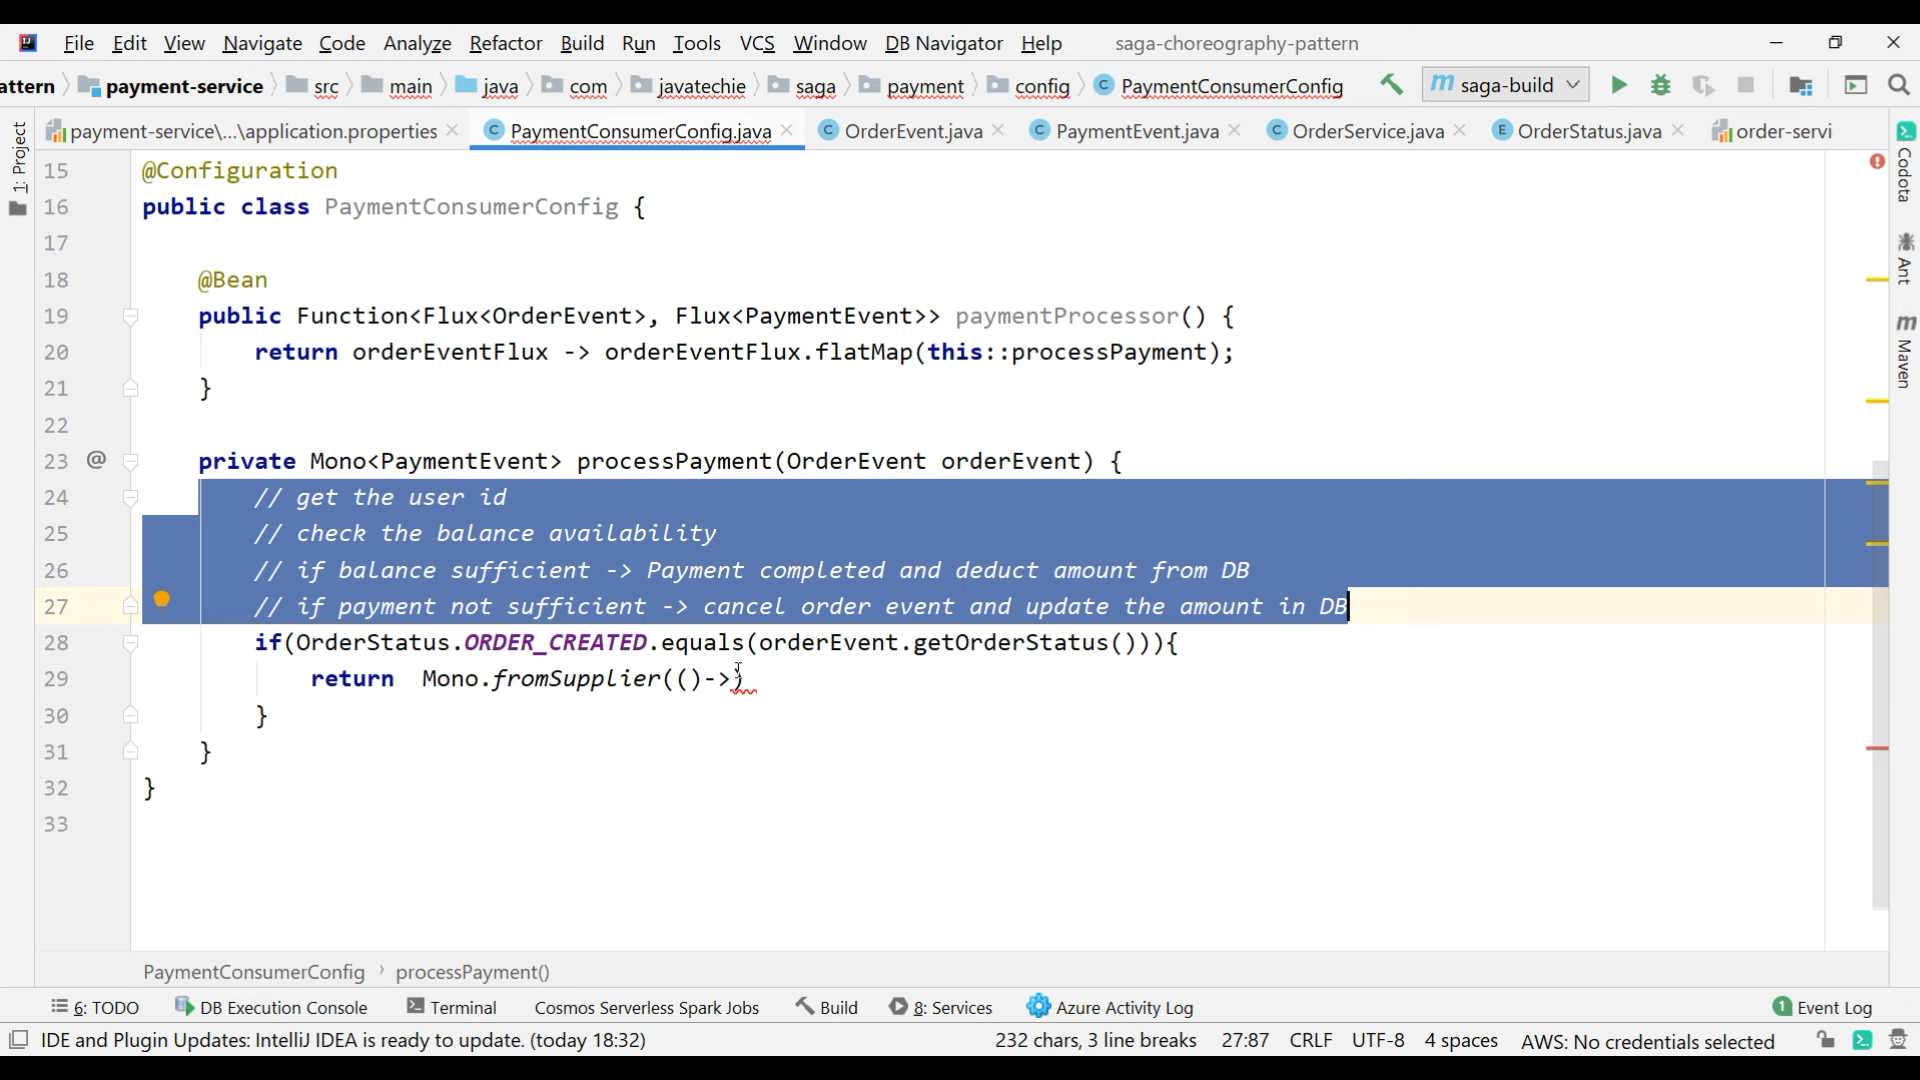 File Edit View Navigate Code Analyze Refactor Build Run Tools VCS Window DB Navigator Help saga-choreography-pattern
attern payment-service src main java com javatechie saga payment config PaymentConsumerConfig saga-build
payment-service\...\application.properties PaymentConsumerConfig.java OrderEvent.java PaymentEvent.java OrderService.java OrderStatus.java order-servi
1: Project
Codota
Ant
Maven
15 @Configuration
16 public class PaymentConsumerConfig {
17
18 @Bean
19 public Function<Flux<OrderEvent>, Flux<PaymentEvent>> paymentProcessor() {
20 return orderEventFlux -> orderEventFlux.flatMap(this::processPayment);
21 }
22
23 @ private Mono<PaymentEvent> processPayment(OrderEvent orderEvent) {
24 // get the user id
25 // check the balance availability
26 // if balance sufficient -> Payment completed and deduct amount from DB
27 // if payment not sufficient -> cancel order event and update the amount in DB
28 if(OrderStatus.ORDER_CREATED.equals(orderEvent.getOrderStatus())){
29 return  Mono.fromSupplier(()->)
30 }
31 }
32 }
33
PaymentConsumerConfig › processPayment()
6: TODO DB Execution Console Terminal Cosmos Serverless Spark Jobs Build 8: Services Azure Activity Log 1 Event Log
IDE and Plugin Updates: IntelliJ IDEA is ready to update. (today 18:32) 232 chars, 3 line breaks 27:87 CRLF UTF-8 4 spaces AWS: No credentials selected